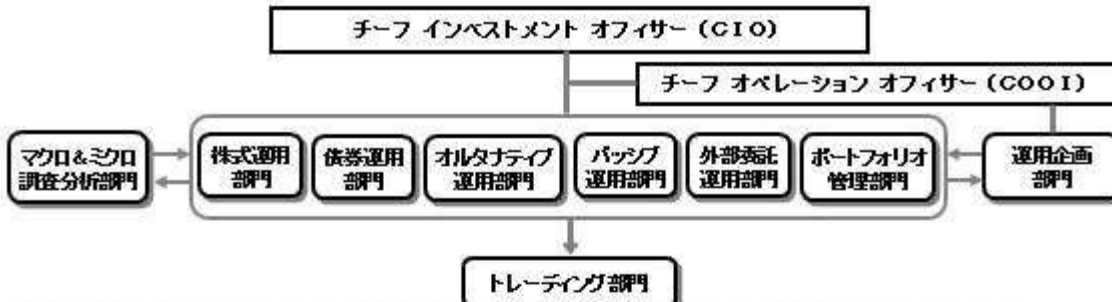 チーフ インベストメント オフィサー (CIO)
チーフ オペレーション オフィサー (COOI)
マクロ&ミクロ
調査分析部門
株式運用
部門
債券運用
部門
オルタナティブ
運用部門
パッシブ
運用部門
外部委託
運用部門
ポートフォリオ
管理部門
運用企画
部門
トレーディング部門